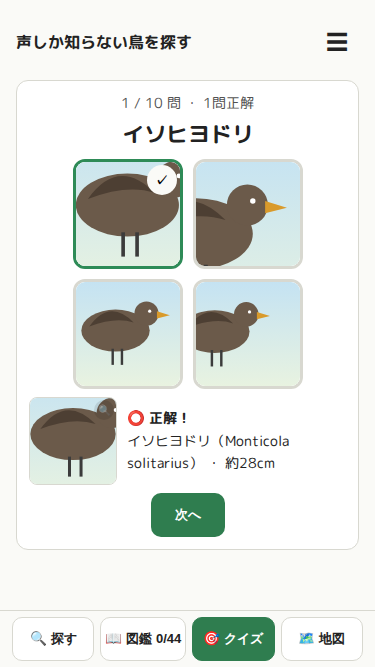 声しか知らない鳥を探す
1 / 10 問 · 1問正解
イソヒヨドリ
⭕ 正解！
イソヒヨドリ（Monticola
solitarius） · 約28cm
次へ
🔍 探す
📖 図鑑 0/44
🎯 クイズ
🗺️ 地図